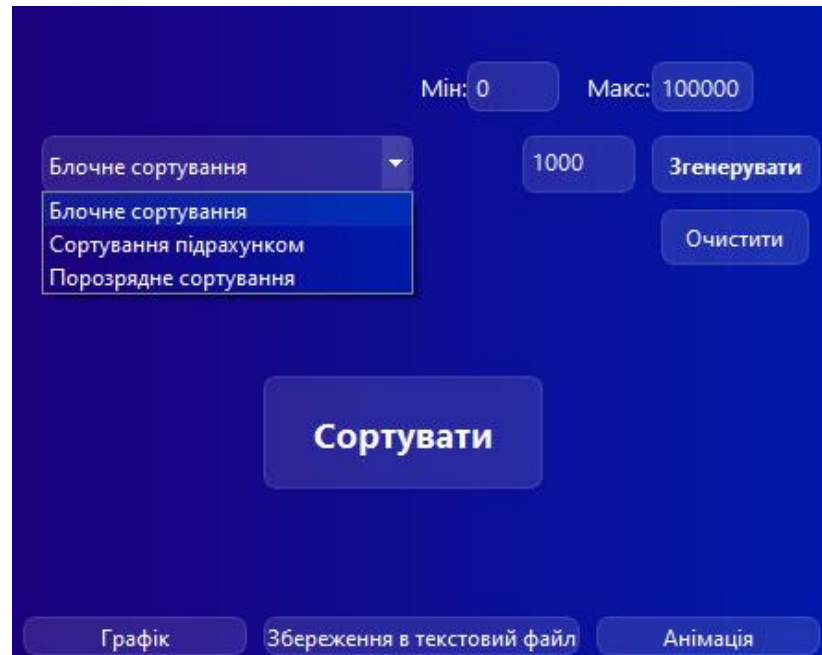 Мін: 0 Макс: 100000
Блочне сортування 1000 Згенерувати
Блочне сортування
Сортування підрахунком
Порозрядне сортування
Очистити
Сортувати
Графік Збереження в текстовий файл Анімація